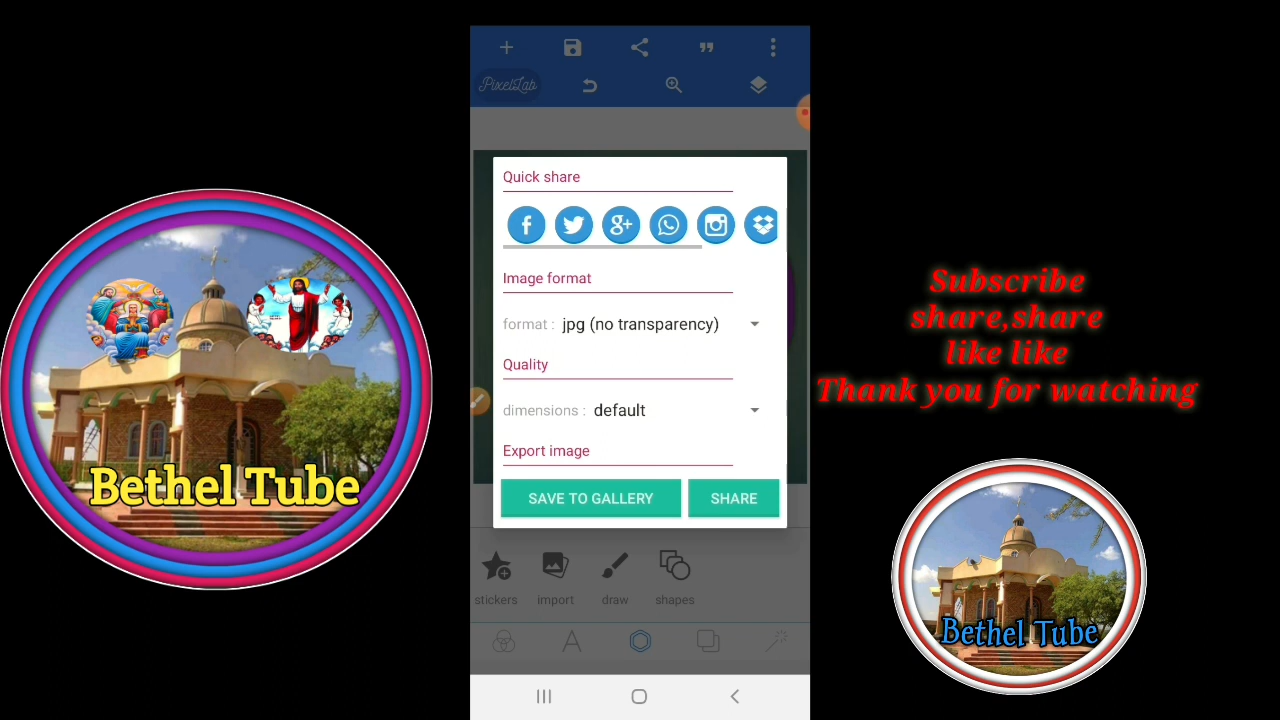 PixelLab
Quick share
Image format
format : jpg (no transparency)
Quality
dimensions : default
Export image
SAVE TO GALLERY
SHARE
stickers
import
draw
shapes
Bethel Tube
Subscribe
share,share
like like
Thank you for watching
Bethel Tube